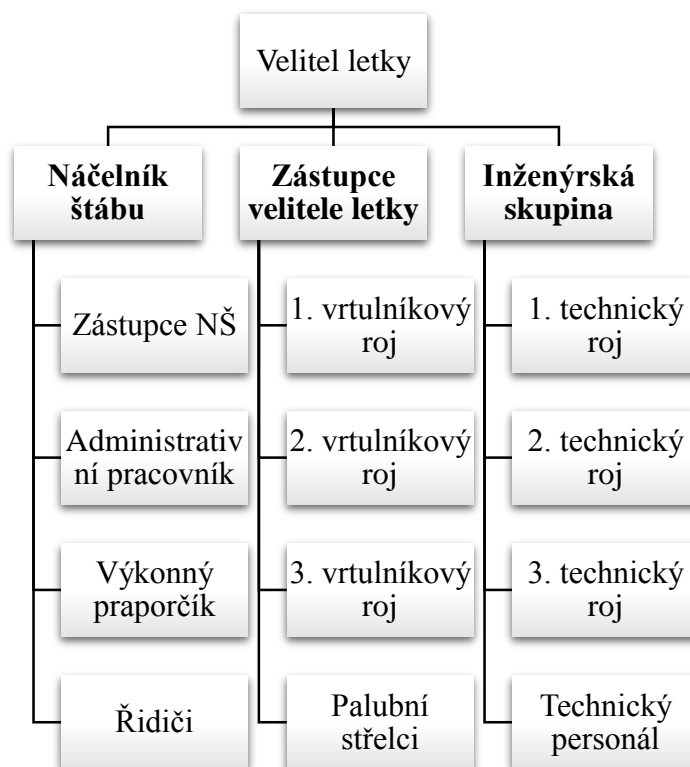 Velitel letky
Náčelník
štábu
Zástupce
velitele letky
Inženýrská
skupina
Zástupce NŠ
1. vrtulníkový
roj
1. technický
roj
Administrativ
ní pracovník
2. vrtulníkový
roj
2. technický
roj
Výkonný
praporčík
3. vrtulníkový
roj
3. technický
roj
Řidiči
Palubní
střelci
Technický
personál